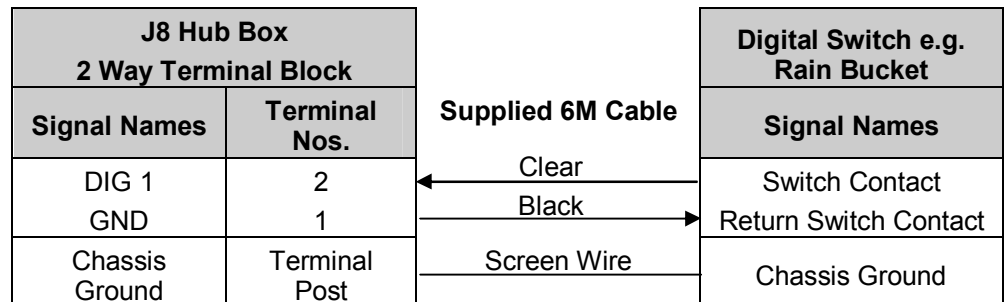 J8 Hub Box
2 Way Terminal Block
Digital Switch e.g.
Rain Bucket
Signal Names
Terminal
Nos.
Supplied 6M Cable
Signal Names
DIG 1
2
Clear
Switch Contact
GND
1
Black
Return Switch Contact
Chassis
Ground
Terminal
Post
Screen Wire
Chassis Ground